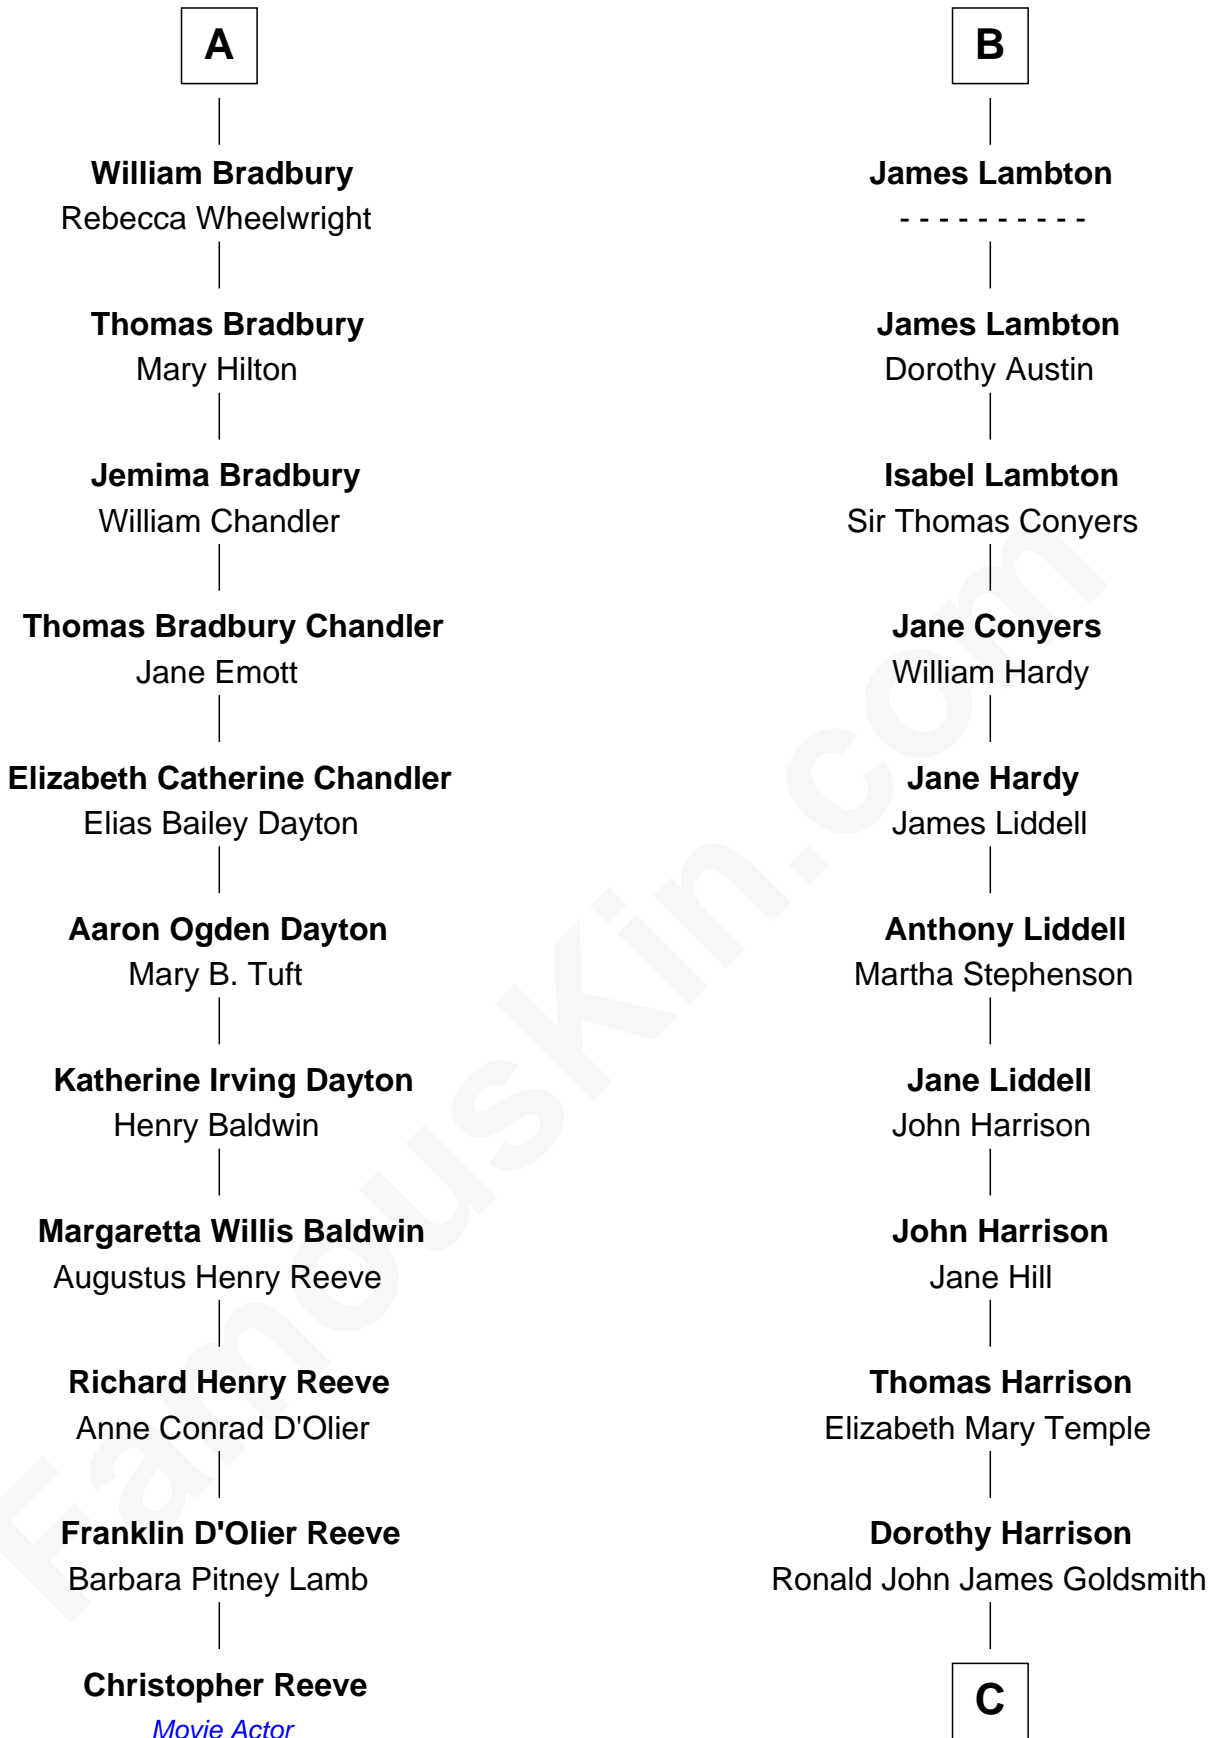 A
William Bradbury
Rebecca Wheelwright
Thomas Bradbury
Mary Hilton
Jemima Bradbury
William Chandler
Thomas Bradbury Chandler
Jane Emott
Elizabeth Catherine Chandler
Elias Bailey Dayton
Aaron Ogden Dayton
Mary B. Tuft
Katherine Irving Dayton
Henry Baldwin
Margaretta Willis Baldwin
Augustus Henry Reeve
Richard Henry Reeve
Anne Conrad D'Olier
Franklin D'Olier Reeve
Barbara Pitney Lamb
Christopher Reeve
Movie Actor
B
James Lambton
- - - - - - - - - -
James Lambton
Dorothy Austin
Isabel Lambton
Sir Thomas Conyers
Jane Conyers
William Hardy
Jane Hardy
James Liddell
Anthony Liddell
Martha Stephenson
Jane Liddell
John Harrison
John Harrison
Jane Hill
Thomas Harrison
Elizabeth Mary Temple
Dorothy Harrison
Ronald John James Goldsmith
C
FamousKin.com